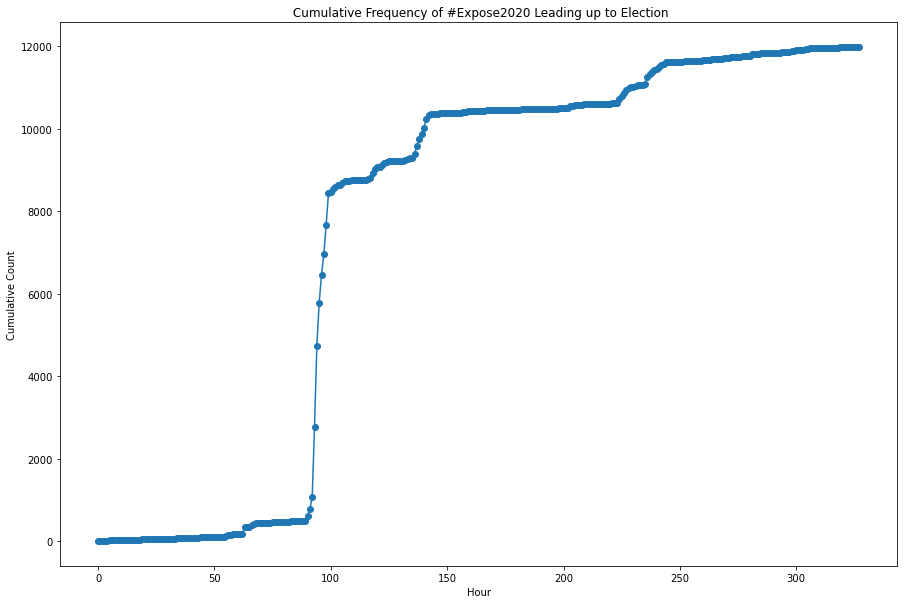 Cumulative Frequency of #Expose2020 Leading up to Election
Cumulative Count
12000
10000
8000
6000
4000
2000
0
0 50 100 150 200 250 300
Hour